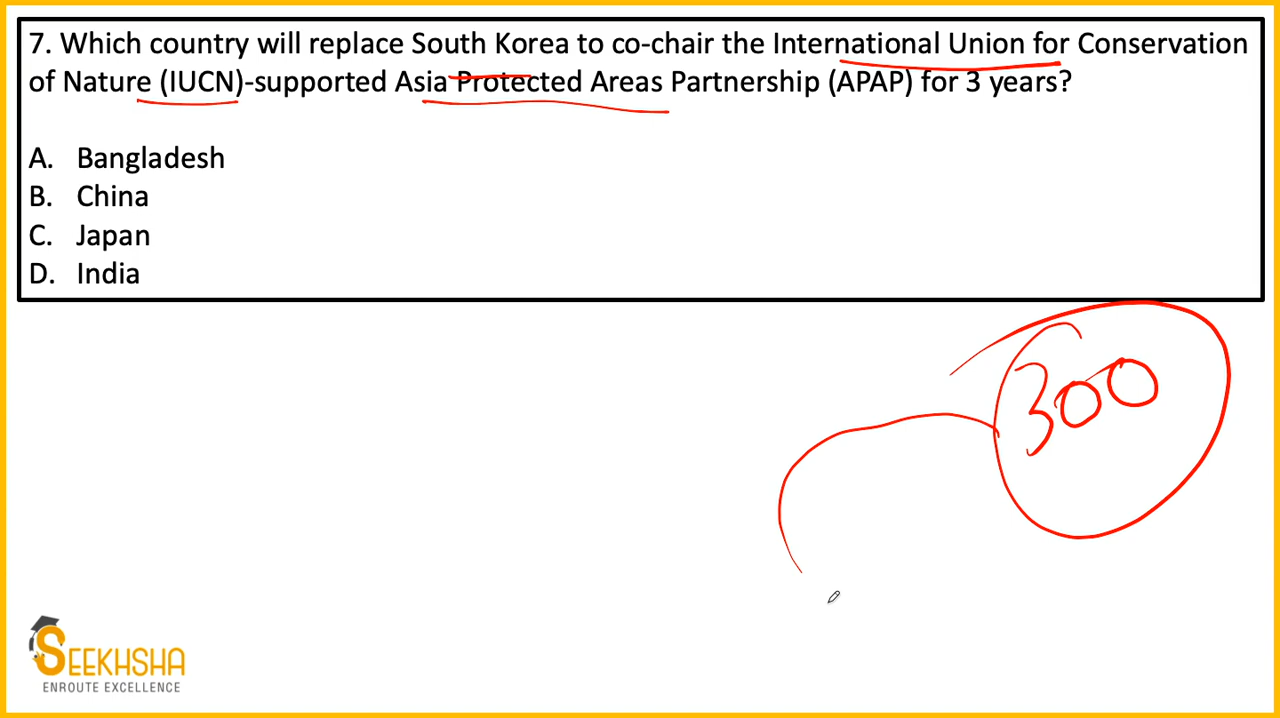 7. Which country will replace South Korea to co-chair the International Union for Conservation
of Nature (IUCN)-supported Asia Protected Areas Partnership (APAP) for 3 years?
A. Bangladesh
B. China
C. Japan
D. India
300
SEEKHSHA
ENROUTE EXCELLENCE